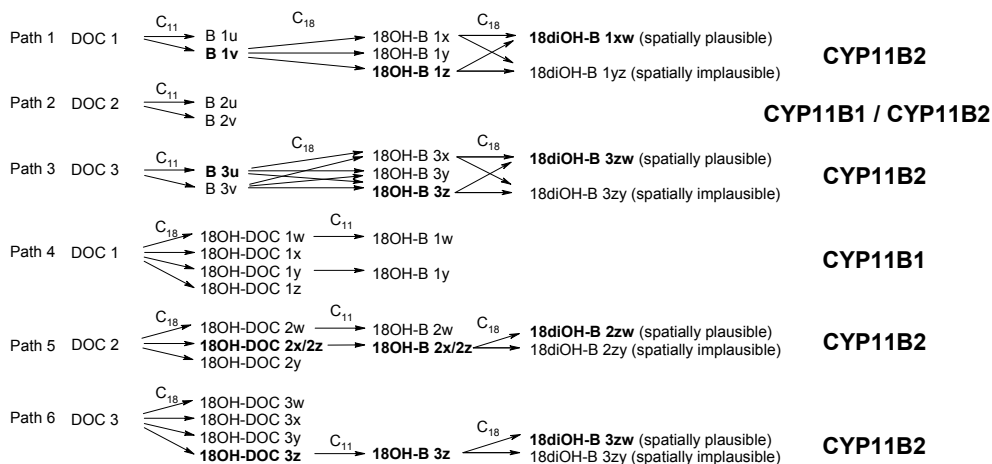 C11 C18 C18
Path 1 DOC 1 B 1u 18OH-B 1x 18diOH-B 1xw (spatially plausible)
B 1v 18OH-B 1y CYP11B2
18OH-B 1z 18diOH-B 1yz (spatially implausible)
C11
Path 2 DOC 2 B 2u
B 2v CYP11B1 / CYP11B2
C11 C18 C18
Path 3 DOC 3 B 3u 18OH-B 3x 18diOH-B 3zw (spatially plausible)
B 3v 18OH-B 3y CYP11B2
18OH-B 3z 18diOH-B 3zy (spatially implausible)
C18 C11
Path 4 DOC 1 18OH-DOC 1w 18OH-B 1w
18OH-DOC 1x CYP11B1
18OH-DOC 1y 18OH-B 1y
18OH-DOC 1z
C18 C11 C18
18OH-DOC 2w 18OH-B 2w 18diOH-B 2zw (spatially plausible)
Path 5 DOC 2 18OH-DOC 2x/2z 18OH-B 2x/2z 18diOH-B 2zy (spatially implausible) CYP11B2
18OH-DOC 2y
C18
Path 6 DOC 3 18OH-DOC 3w
18OH-DOC 3x
C11 C18
18OH-DOC 3y 18diOH-B 3zw (spatially plausible) CYP11B2
18OH-DOC 3z 18OH-B 3z 18diOH-B 3zy (spatially implausible)